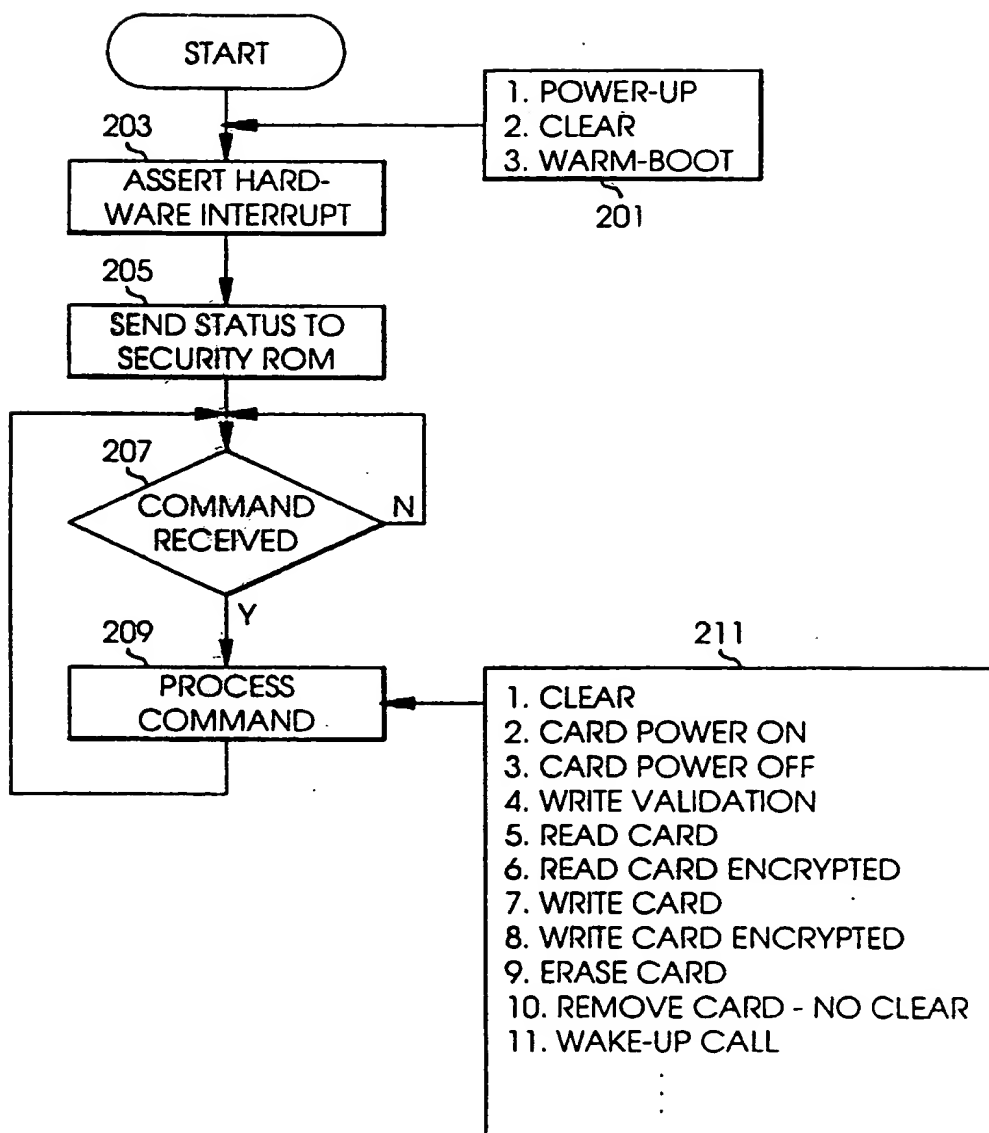 START
1. POWER-UP
2. CLEAR
3. WARM-BOOT
201
203
ASSERT HARD-
WARE INTERRUPT
205
SEND STATUS TO
SECURITY ROM
207
COMMAND
RECEIVED
N
Y
209
PROCESS
COMMAND
211
1. CLEAR
2. CARD POWER ON
3. CARD POWER OFF
4. WRITE VALIDATION
5. READ CARD
6. READ CARD ENCRYPTED
7. WRITE CARD
8. WRITE CARD ENCRYPTED
9. ERASE CARD
10. REMOVE CARD - NO CLEAR
11. WAKE-UP CALL